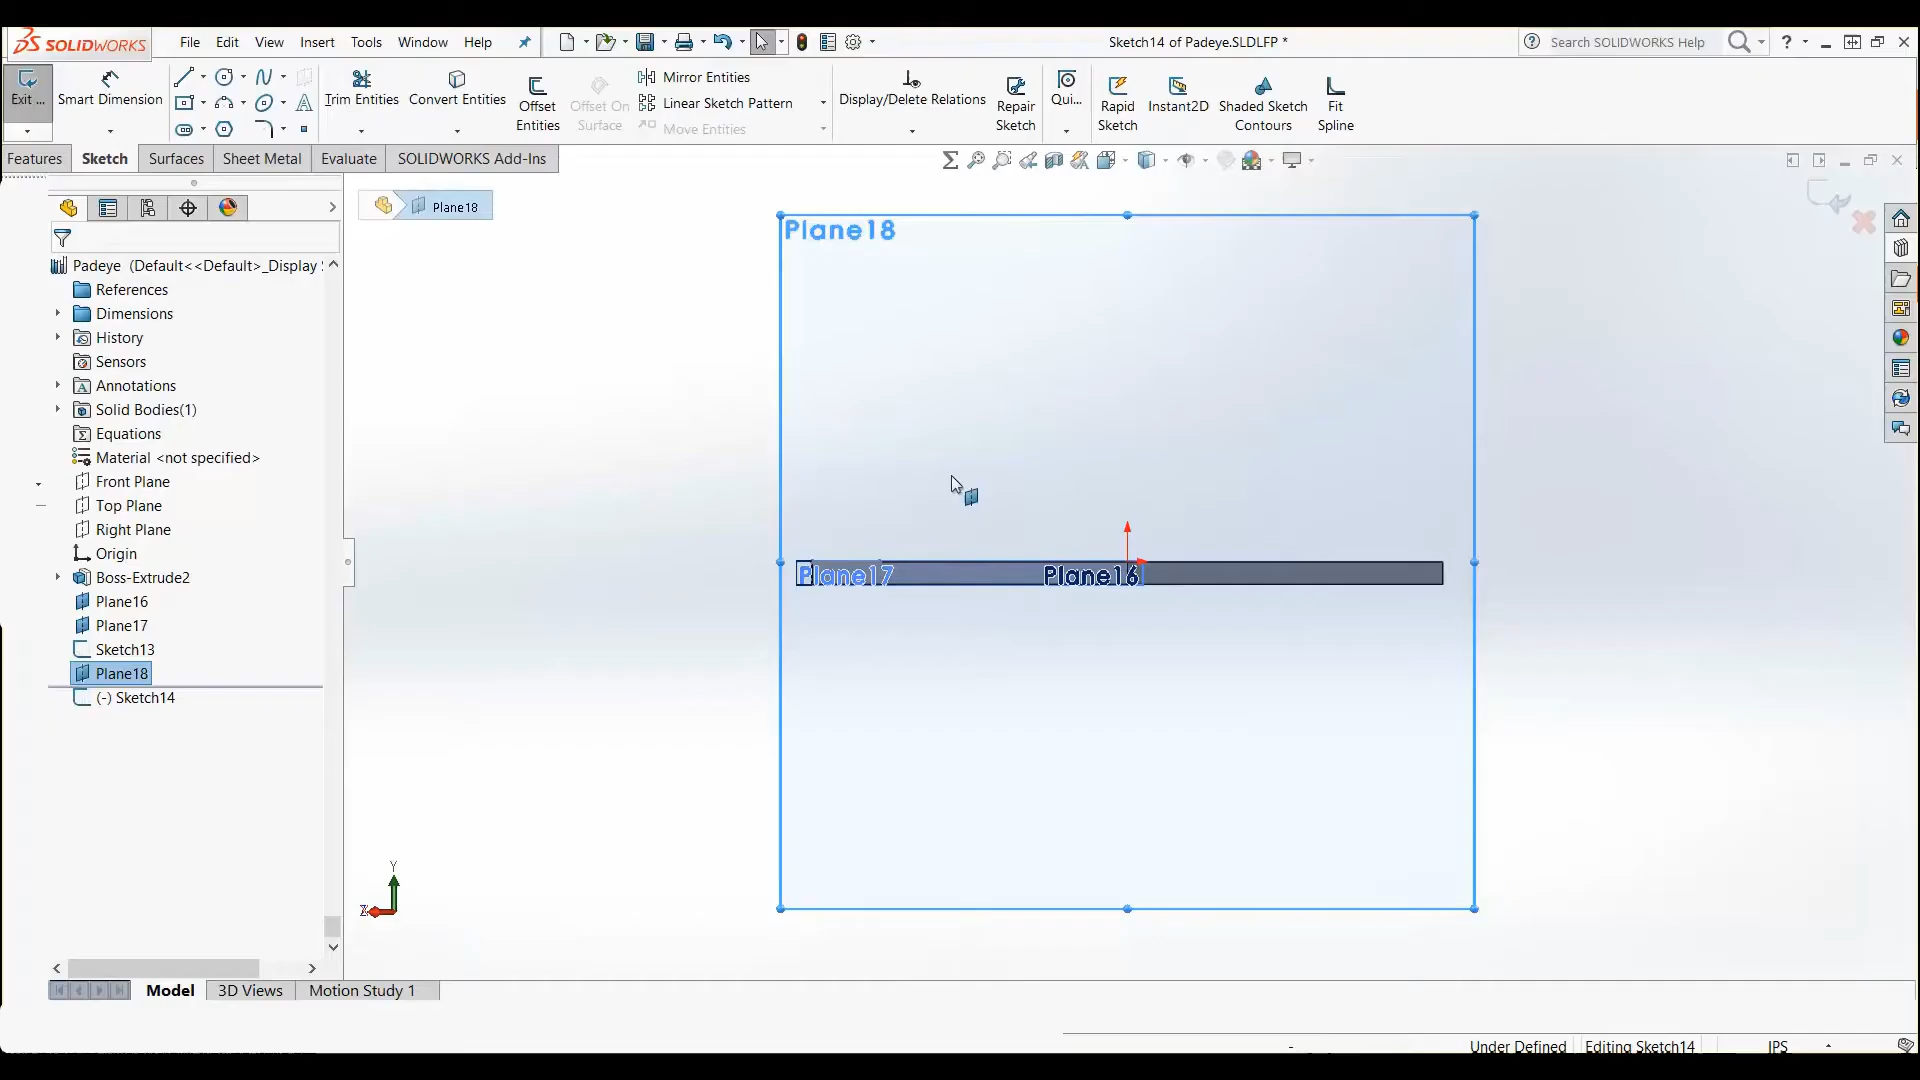 SOLIDWORKS File Edit View Insert Tools Window Help Sketch14 of Padeye.SLDLFP * Search SOLIDWORKS Help
Exit ... Smart Dimension Trim Entities Convert Entities Offset Entities Offset On Surface Mirror Entities Linear Sketch Pattern Move Entities Display/Delete Relations Repair Sketch Qui... Rapid Sketch Instant2D Shaded Sketch Contours Fit Spline
Features Sketch Surfaces Sheet Metal Evaluate SOLIDWORKS Add-Ins
Plane18
Plane18
Padeye (Default<<Default>_Display
References
Dimensions
History
Sensors
Annotations
Solid Bodies(1)
Equations
Material <not specified>
Front Plane
Top Plane
Right Plane
Origin
Boss-Extrude2
Plane17 Plane16
Plane16
Plane17
Sketch13
Plane18
(-) Sketch14
Y
Z
Model 3D Views Motion Study 1
- Under Defined Editing Sketch14 IPS